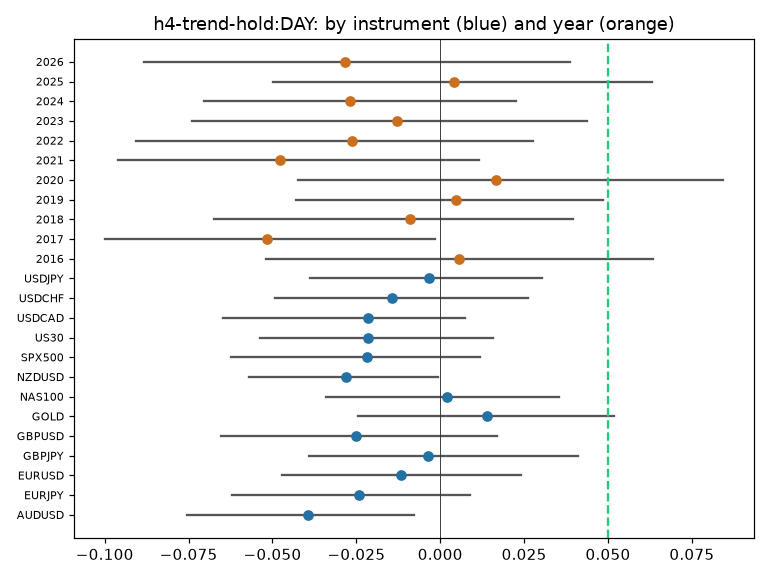 h4-trend-hold:DAY: by instrument (blue) and year (orange)
2026
2025
2024
2023
2022
2021
2020
2019
2018
2017
2016
USDJPY
USDCHF
USDCAD
US30
SPX500
NZDUSD
NAS100
GOLD
GBPUSD
GBPJPY
EURUSD
EURJPY
AUDUSD
−0.100 −0.075 −0.050 −0.025 0.000 0.025 0.050 0.075